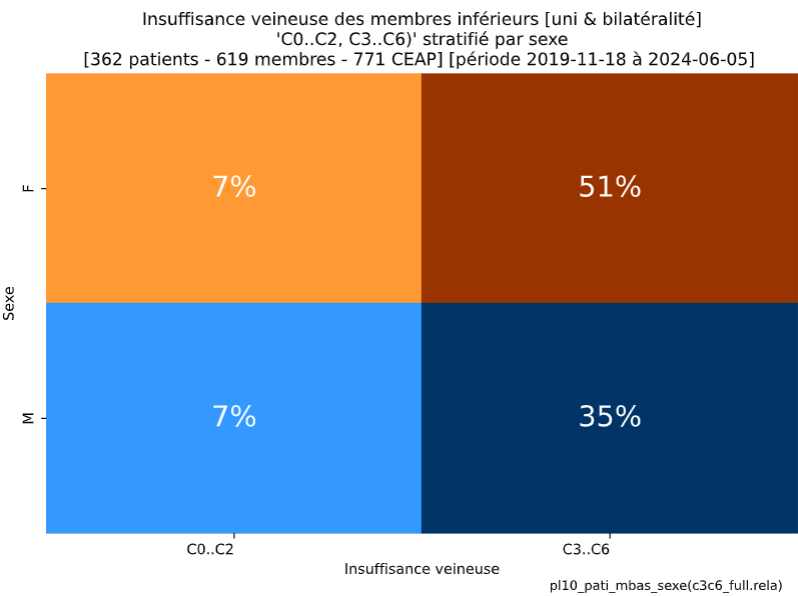 Insuffisance veineuse des membres inférieurs [uni & bilatéralité]
'C0..C2, C3..C6)' stratifié par sexe
[362 patients - 619 membres - 771 CEAP] [période 2019-11-18 à 2024-06-05]
F
7%
51%
Sexe
M
7%
35%
C0..C2
C3..C6
Insuffisance veineuse
pl10_pati_mbas_sexe(c3c6_full.rela)